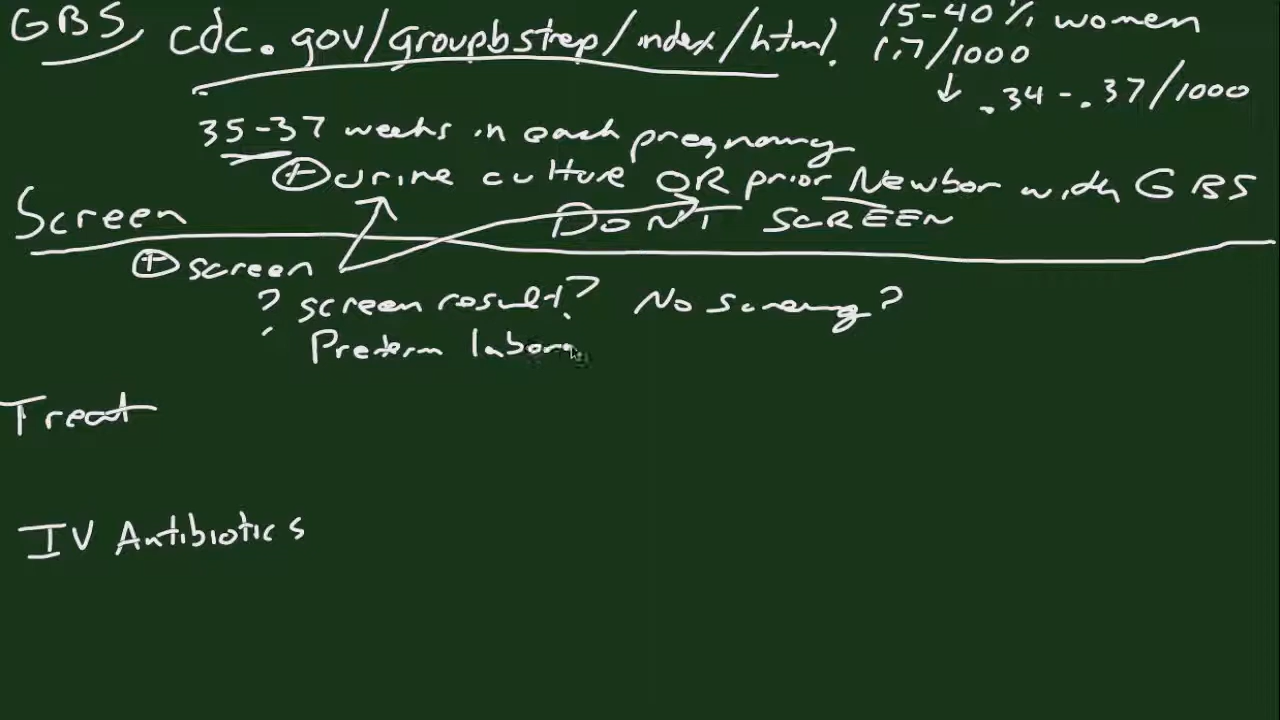 GBS, cdc.gov/groupbstrep/index/html.
15-40% women
1.7/1000
↓ .34-.37/1000
35-37 weeks in each pregnancy
⊕ urine culture OR prior Newbor with GBS
Screen DON'T SCREEN
⊕ screen
? screen result? No screening?
Preterm labor
Treat
IV Antibiotics